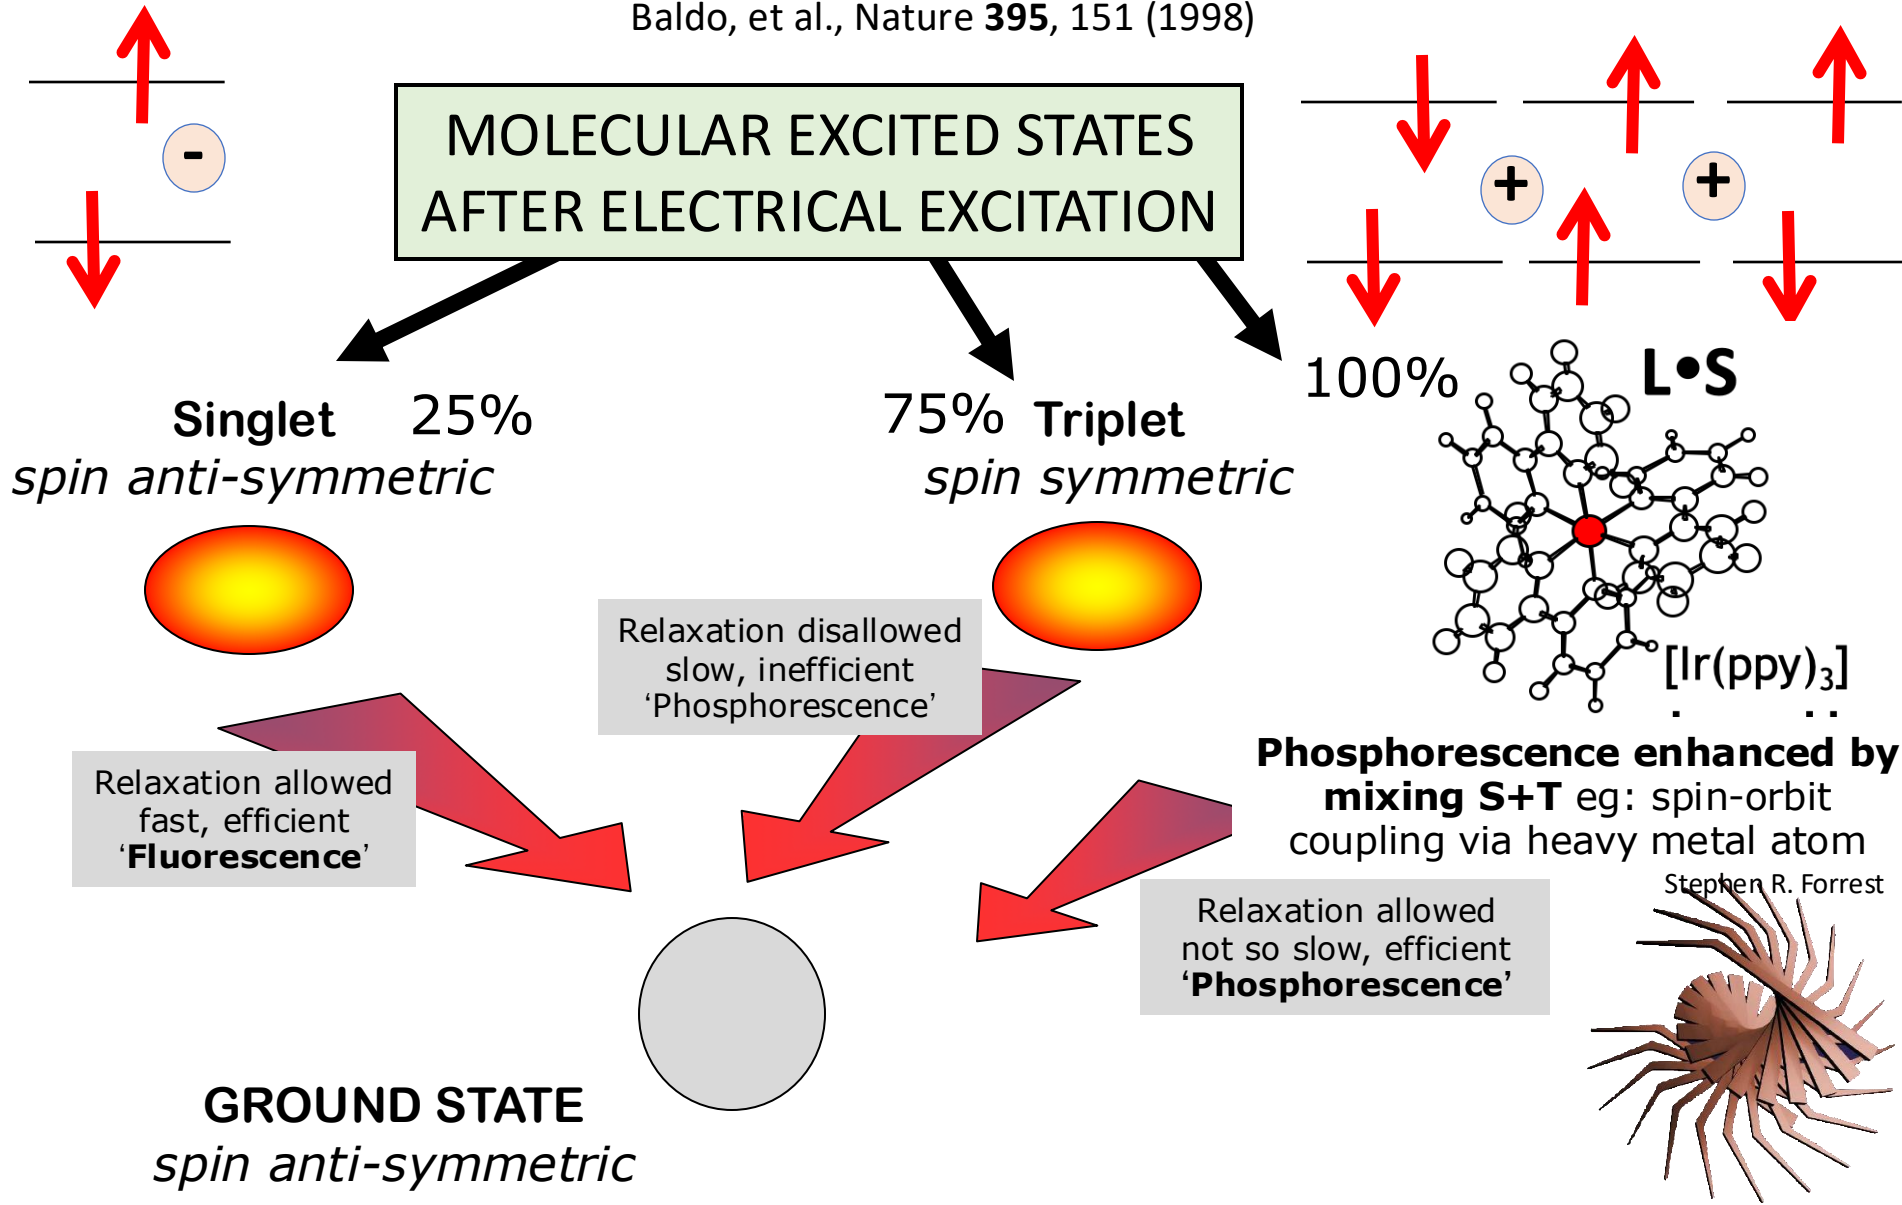 Baldo, et al., Nature 395, 151 (1998)
MOLECULAR EXCITED STATES
AFTER ELECTRICAL EXCITATION
-
+
+
Singlet 25%
spin anti-symmetric
75% Triplet
spin symmetric
100%
L•S
[Ir(ppy)3]
Relaxation disallowed
slow, inefficient
‘Phosphorescence’
Relaxation allowed
fast, efficient
‘Fluorescence’
Phosphorescence enhanced by
mixing S+T eg: spin-orbit
coupling via heavy metal atom
Stephen R. Forrest
Relaxation allowed
not so slow, efficient
‘Phosphorescence’
GROUND STATE
spin anti-symmetric